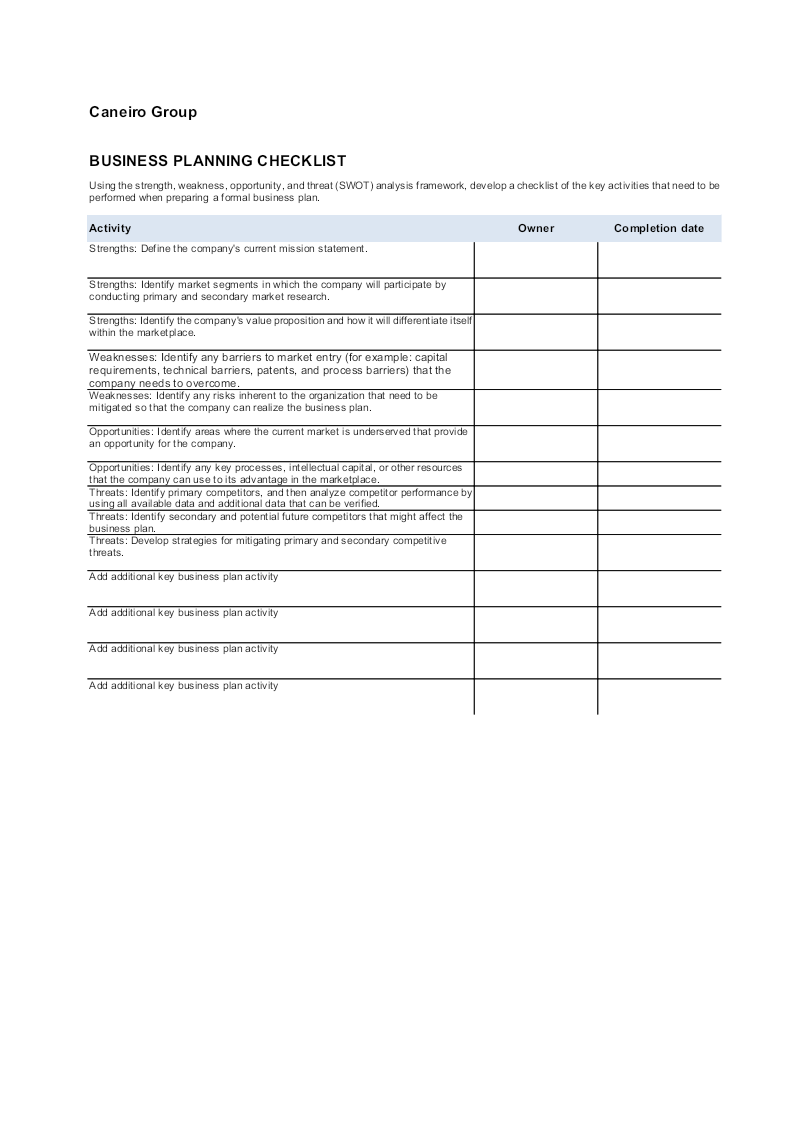 Caneiro Group
BUSINESS PLANNING CHECKLIST
Using the strength, weakness, opportunity, and threat (SWOT) analysis framework, develop a checklist of the key activities that need to be
performed when preparing a formal business plan.
Activity Owner Completion date
Strengths: Define the company's current mission statement.
Strengths: Identify market segments in which the company will participate by
conducting primary and secondary market research.
Strengths: Identify the company's value proposition and how it will differentiate itself
within the marketplace.
Weaknesses: Identify any barriers to market entry (for example: capital
requirements, technical barriers, patents, and process barriers) that the
company needs to overcome.
Weaknesses: Identify any risks inherent to the organization that need to be
mitigated so that the company can realize the business plan.
Opportunities: Identify areas where the current market is underserved that provide
an opportunity for the company.
Opportunities: Identify any key processes, intellectual capital, or other resources
that the company can use to its advantage in the marketplace.
Threats: Identify primary competitors, and then analyze competitor performance by
using all available data and additional data that can be verified.
Threats: Identify secondary and potential future competitors that might affect the
business plan.
Threats: Develop strategies for mitigating primary and secondary competitive
threats.
Add additional key business plan activity
Add additional key business plan activity
Add additional key business plan activity
Add additional key business plan activity